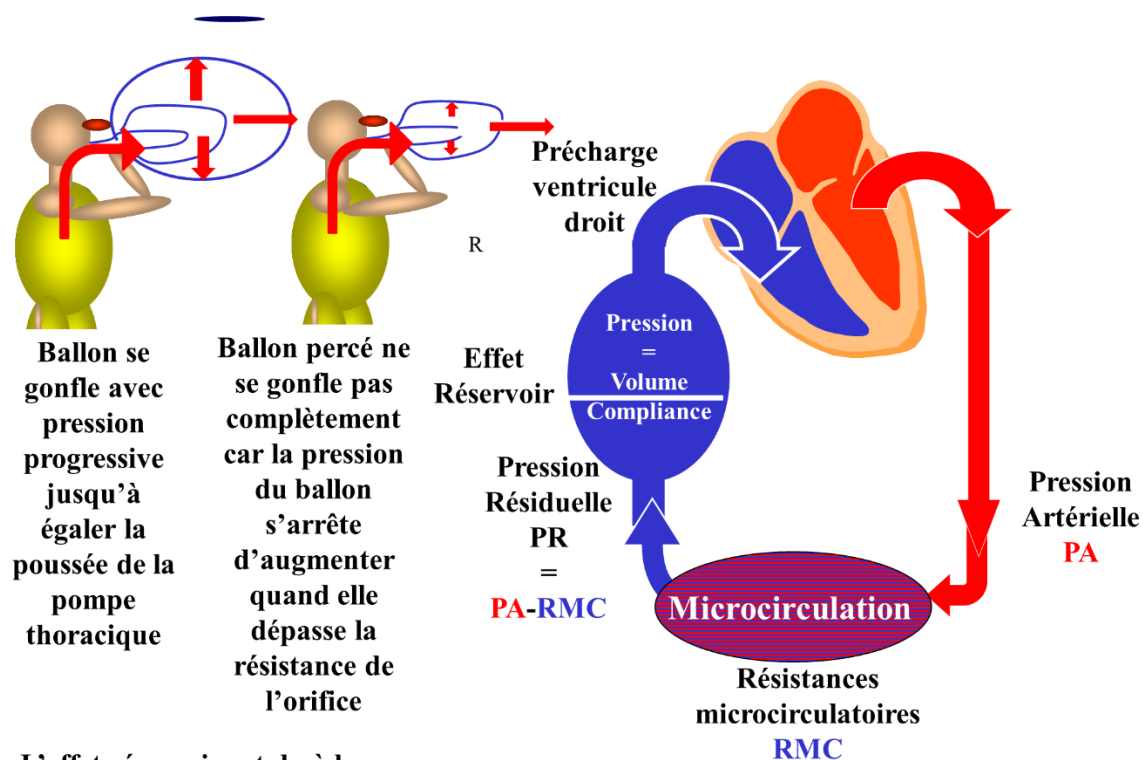 Ballon se
gonfle avec
pression
progressive
jusqu’à
égaler la
poussée de la
pompe
thoracique
Ballon percé ne
se gonfle pas
complètement
car la pression
du ballon
s’arrête
d’augmenter
quand elle
dépasse la
résistance de
l’orifice
R
Précharge
ventricule
droit
Effet
Réservoir
Pression
=
Volume
Compliance
Pression
Résiduelle
PR
=
PA-RMC
Microcirculation
Résistances
microcirculatoires
RMC
Pression
Artérielle
PA